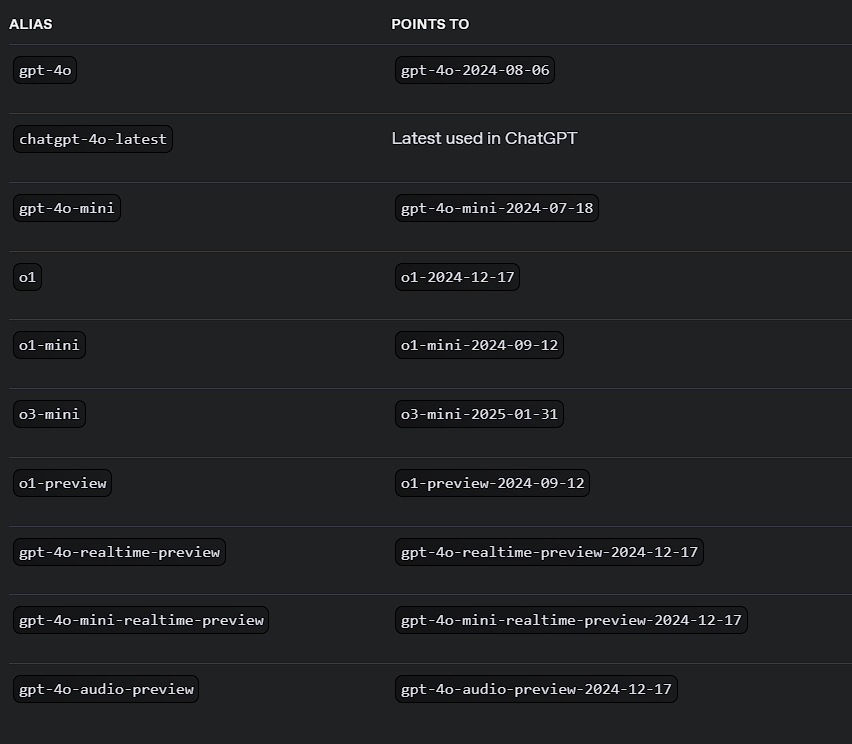 ALIAS POINTS TO
gpt-4o gpt-4o-2024-08-06
chatgpt-4o-latest Latest used in ChatGPT
gpt-4o-mini gpt-4o-mini-2024-07-18
o1 o1-2024-12-17
o1-mini o1-mini-2024-09-12
o3-mini o3-mini-2025-01-31
o1-preview o1-preview-2024-09-12
gpt-4o-realtime-preview gpt-4o-realtime-preview-2024-12-17
gpt-4o-mini-realtime-preview gpt-4o-mini-realtime-preview-2024-12-17
gpt-4o-audio-preview gpt-4o-audio-preview-2024-12-17